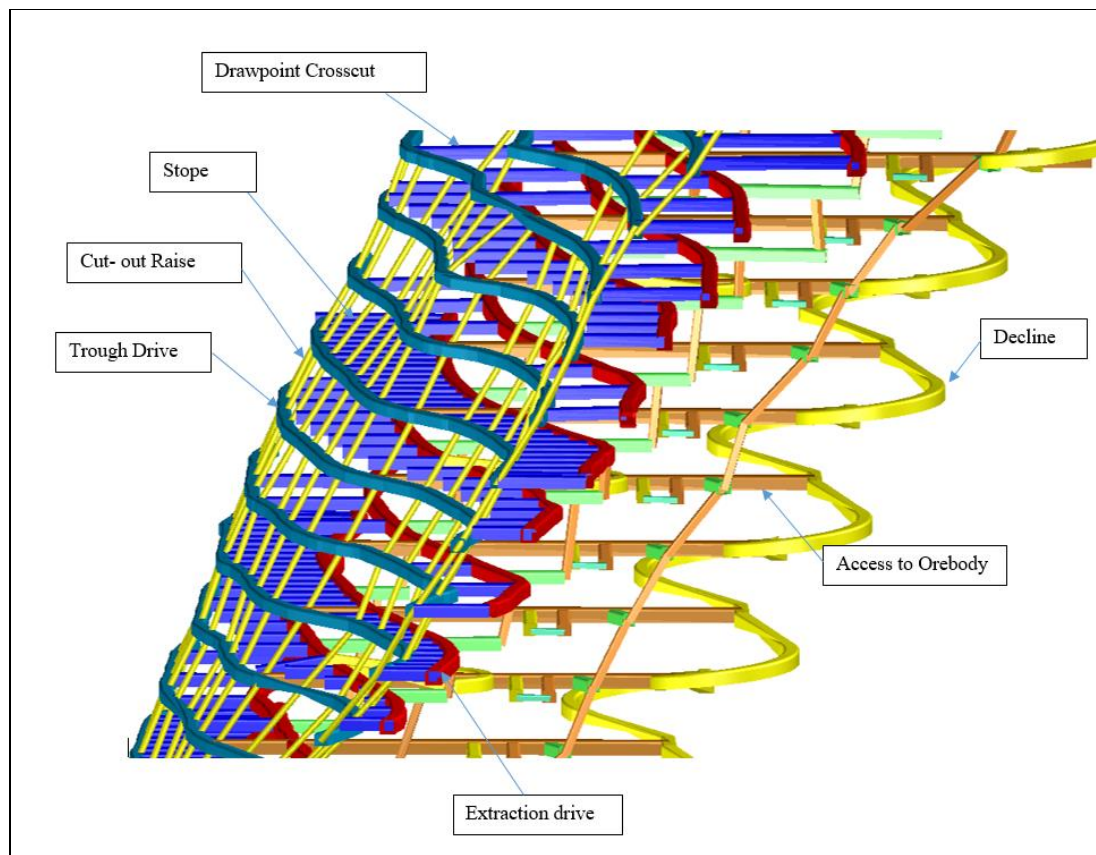 Drawpoint Crosscut
Stope
Cut- out Raise
Trough Drive
Decline
Access to Orebody
Extraction drive